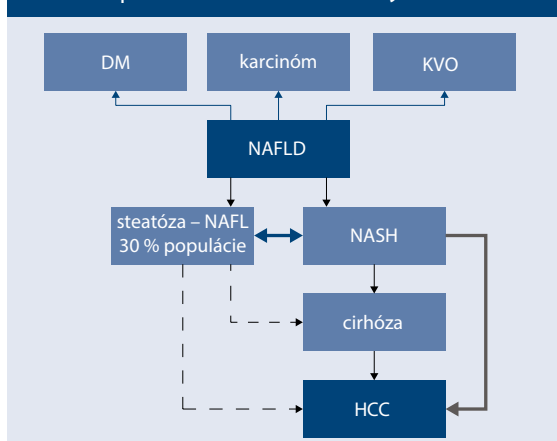 DM
karcinóm
KVO
NAFLD
steatóza – NAFL
30 % populácie
NASH
cirhóza
HCC